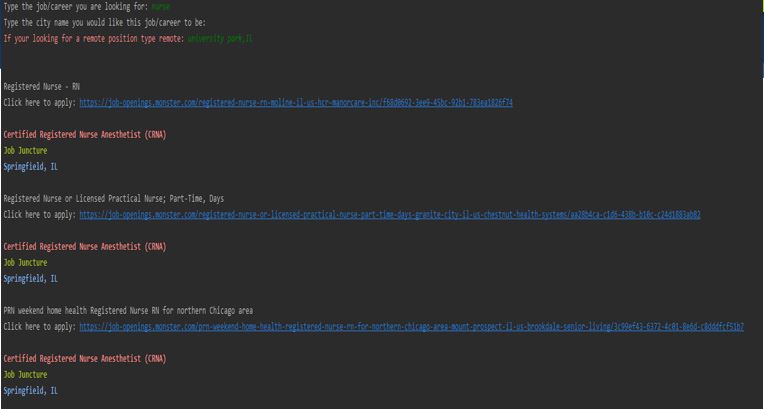 Type the job/career you are looking for: nurse
Type the city name you would like this job/career to be:
If your looking for a remote position type remote: university park,IL
Registered Nurse - RN
Click here to apply: https://job-openings.monster.com/registered-nurse-rn-moline-il-us-hcr-manorcare-inc/f68d0692-3ee9-45bc-92b1-783ea1826f74
Certified Registered Nurse Anesthetist (CRNA)
Job Juncture
Springfield, IL
Registered Nurse or Licensed Practical Nurse; Part-Time, Days
Click here to apply: https://job-openings.monster.com/registered-nurse-or-licensed-practical-nurse-part-time-days-granite-city-il-us-chestnut-health-systems/aa28b4ca-c1d6-438b-b10c-c24d1883ab82
Certified Registered Nurse Anesthetist (CRNA)
Job Juncture
Springfield, IL
PRN weekend home health Registered Nurse RN for northern Chicago area
Click here to apply: https://job-openings.monster.com/prn-weekend-home-health-registered-nurse-rn-for-northern-chicago-area-mount-prospect-il-us-brookdale-senior-living/3c99ef43-6372-4c01-8e6d-c8dddfcf51b7
Certified Registered Nurse Anesthetist (CRNA)
Job Juncture
Springfield, IL